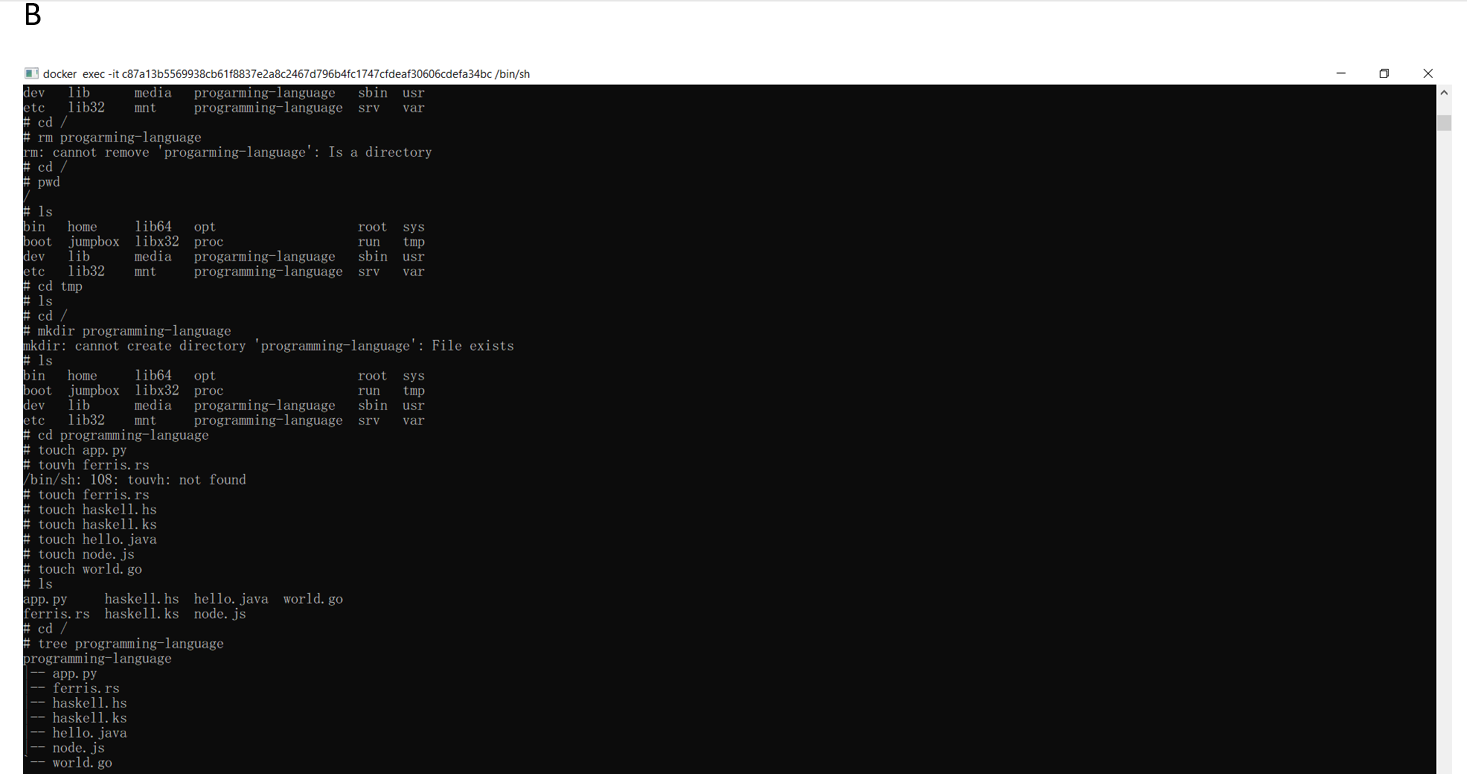 B
docker  exec -it c87a13b5569938cb61f8837e2a8c2467d796b4fc1747cfdeaf30606cdefa34bc /bin/sh
dev   lib      media   progarming-language   sbin  usr
etc   lib32    mnt     programming-language  srv   var
# cd /
# rm progarming-language
rm: cannot remove 'progarming-language': Is a directory
# cd /
# pwd
/
# ls
bin   home     lib64   opt                   root  sys
boot  jumpbox  libx32  proc                  run   tmp
dev   lib      media   progarming-language   sbin  usr
etc   lib32    mnt     programming-language  srv   var
# cd tmp
# ls
# cd /
# mkdir programming-language
mkdir: cannot create directory 'programming-language': File exists
# ls
bin   home     lib64   opt                   root  sys
boot  jumpbox  libx32  proc                  run   tmp
dev   lib      media   progarming-language   sbin  usr
etc   lib32    mnt     programming-language  srv   var
# cd programming-language
# touch app.py
# touvh ferris.rs
/bin/sh: 108: touvh: not found
# touch ferris.rs
# touch haskell.hs
# touch haskell.ks
# touch hello.java
# touch node.js
# touch world.go
# ls
app.py     haskell.hs  hello.java  world.go
ferris.rs  haskell.ks  node.js
# cd /
# tree programming-language
programming-language
|-- app.py
|-- ferris.rs
|-- haskell.hs
|-- haskell.ks
|-- hello.java
|-- node.js
`-- world.go